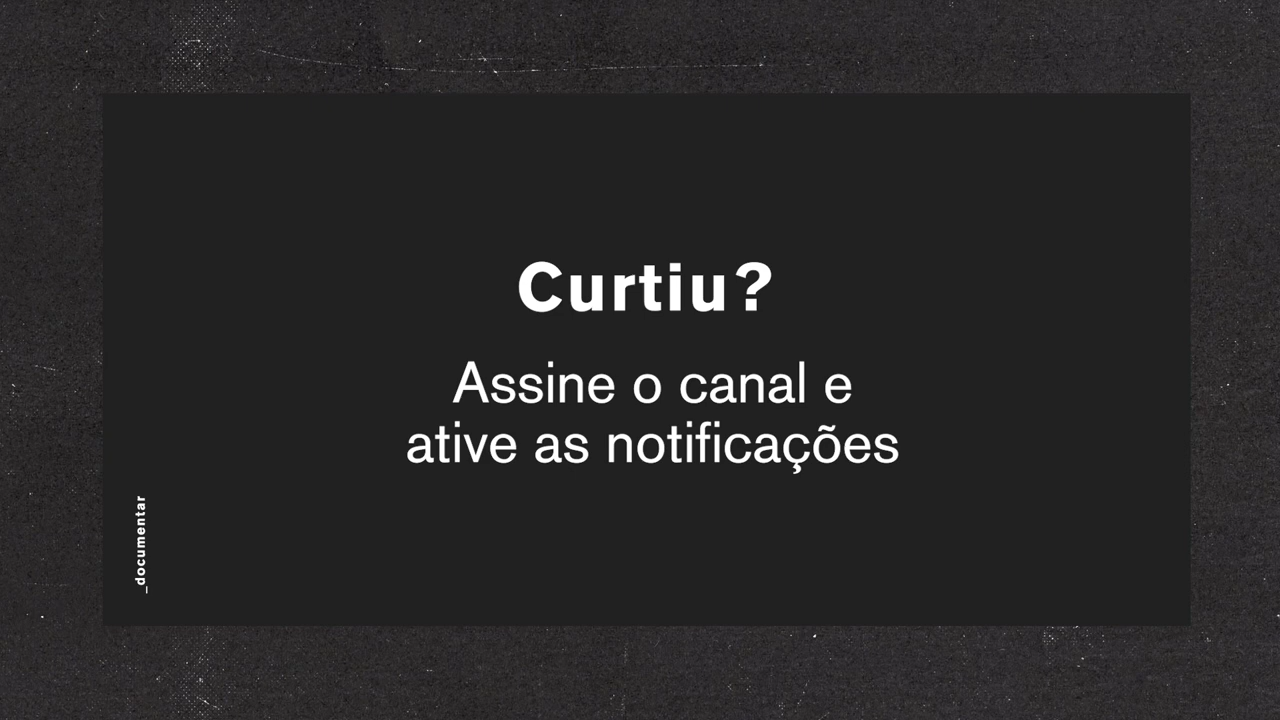 Curtiu?
Assine o canal e
ative as notificações
_documentar